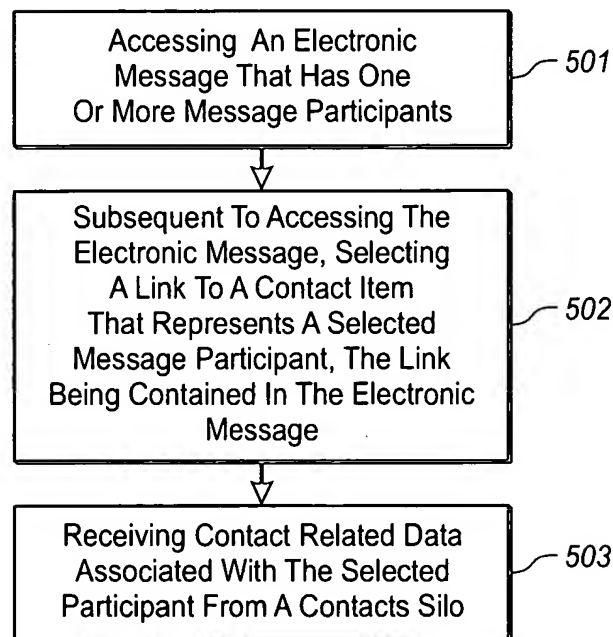 Accessing An Electronic
Message That Has One
Or More Message Participants
501
Subsequent To Accessing The
Electronic Message, Selecting
A Link To A Contact Item
That Represents A Selected
Message Participant, The Link
Being Contained In The Electronic
Message
502
Receiving Contact Related Data
Associated With The Selected
Participant From A Contacts Silo
503